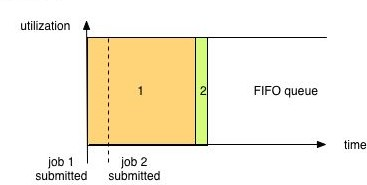 utilization
1
2
FIFO queue
time
job 1
submitted
job 2
submitted